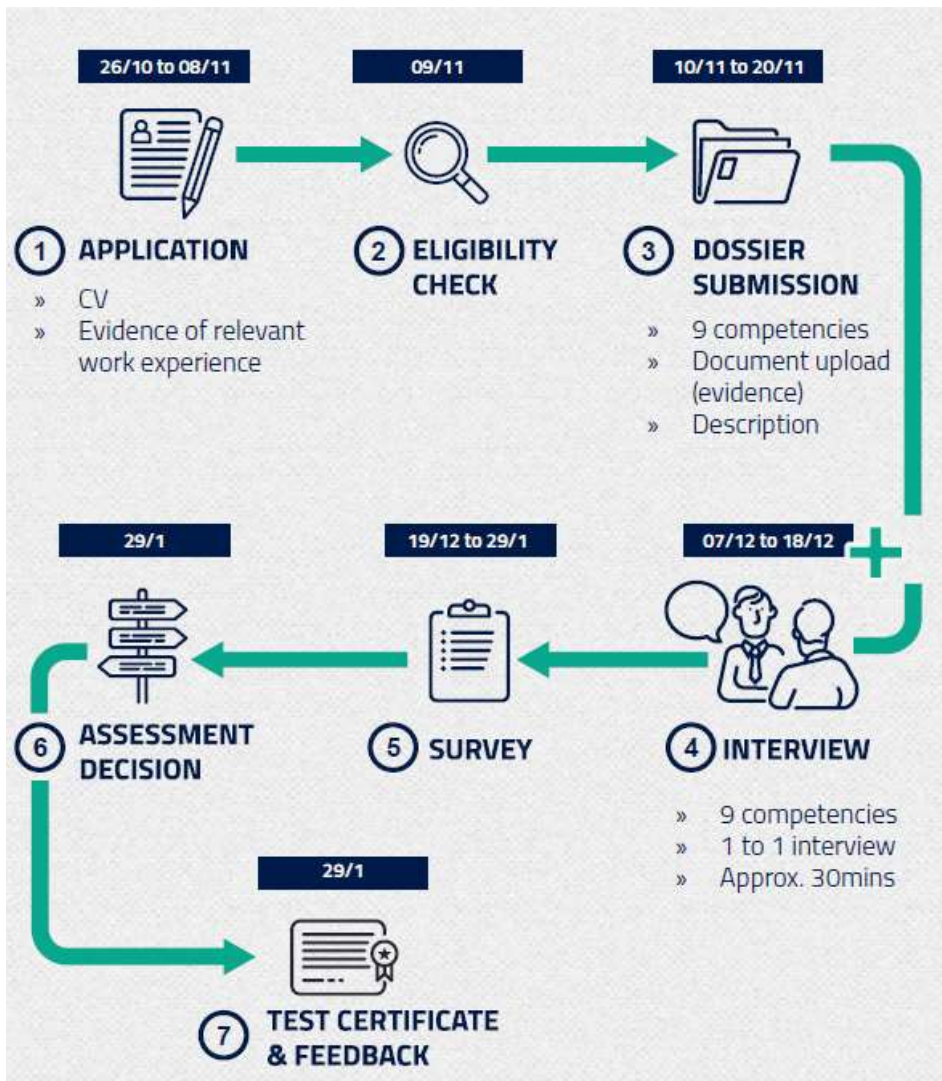 26/10 to 08/11
09/11
10/11 to 20/11
1 APPLICATION
» CV
» Evidence of relevant
work experience
2 ELIGIBILITY
CHECK
3 DOSSIER
SUBMISSION
» 9 competencies
» Document upload
(evidence)
» Description
07/12 to 18/12
4 INTERVIEW
» 9 competencies
» 1 to 1 interview
» Approx. 30mins
19/12 to 29/1
5 SURVEY
29/1
6 ASSESSMENT
DECISION
29/1
7 TEST CERTIFICATE
& FEEDBACK